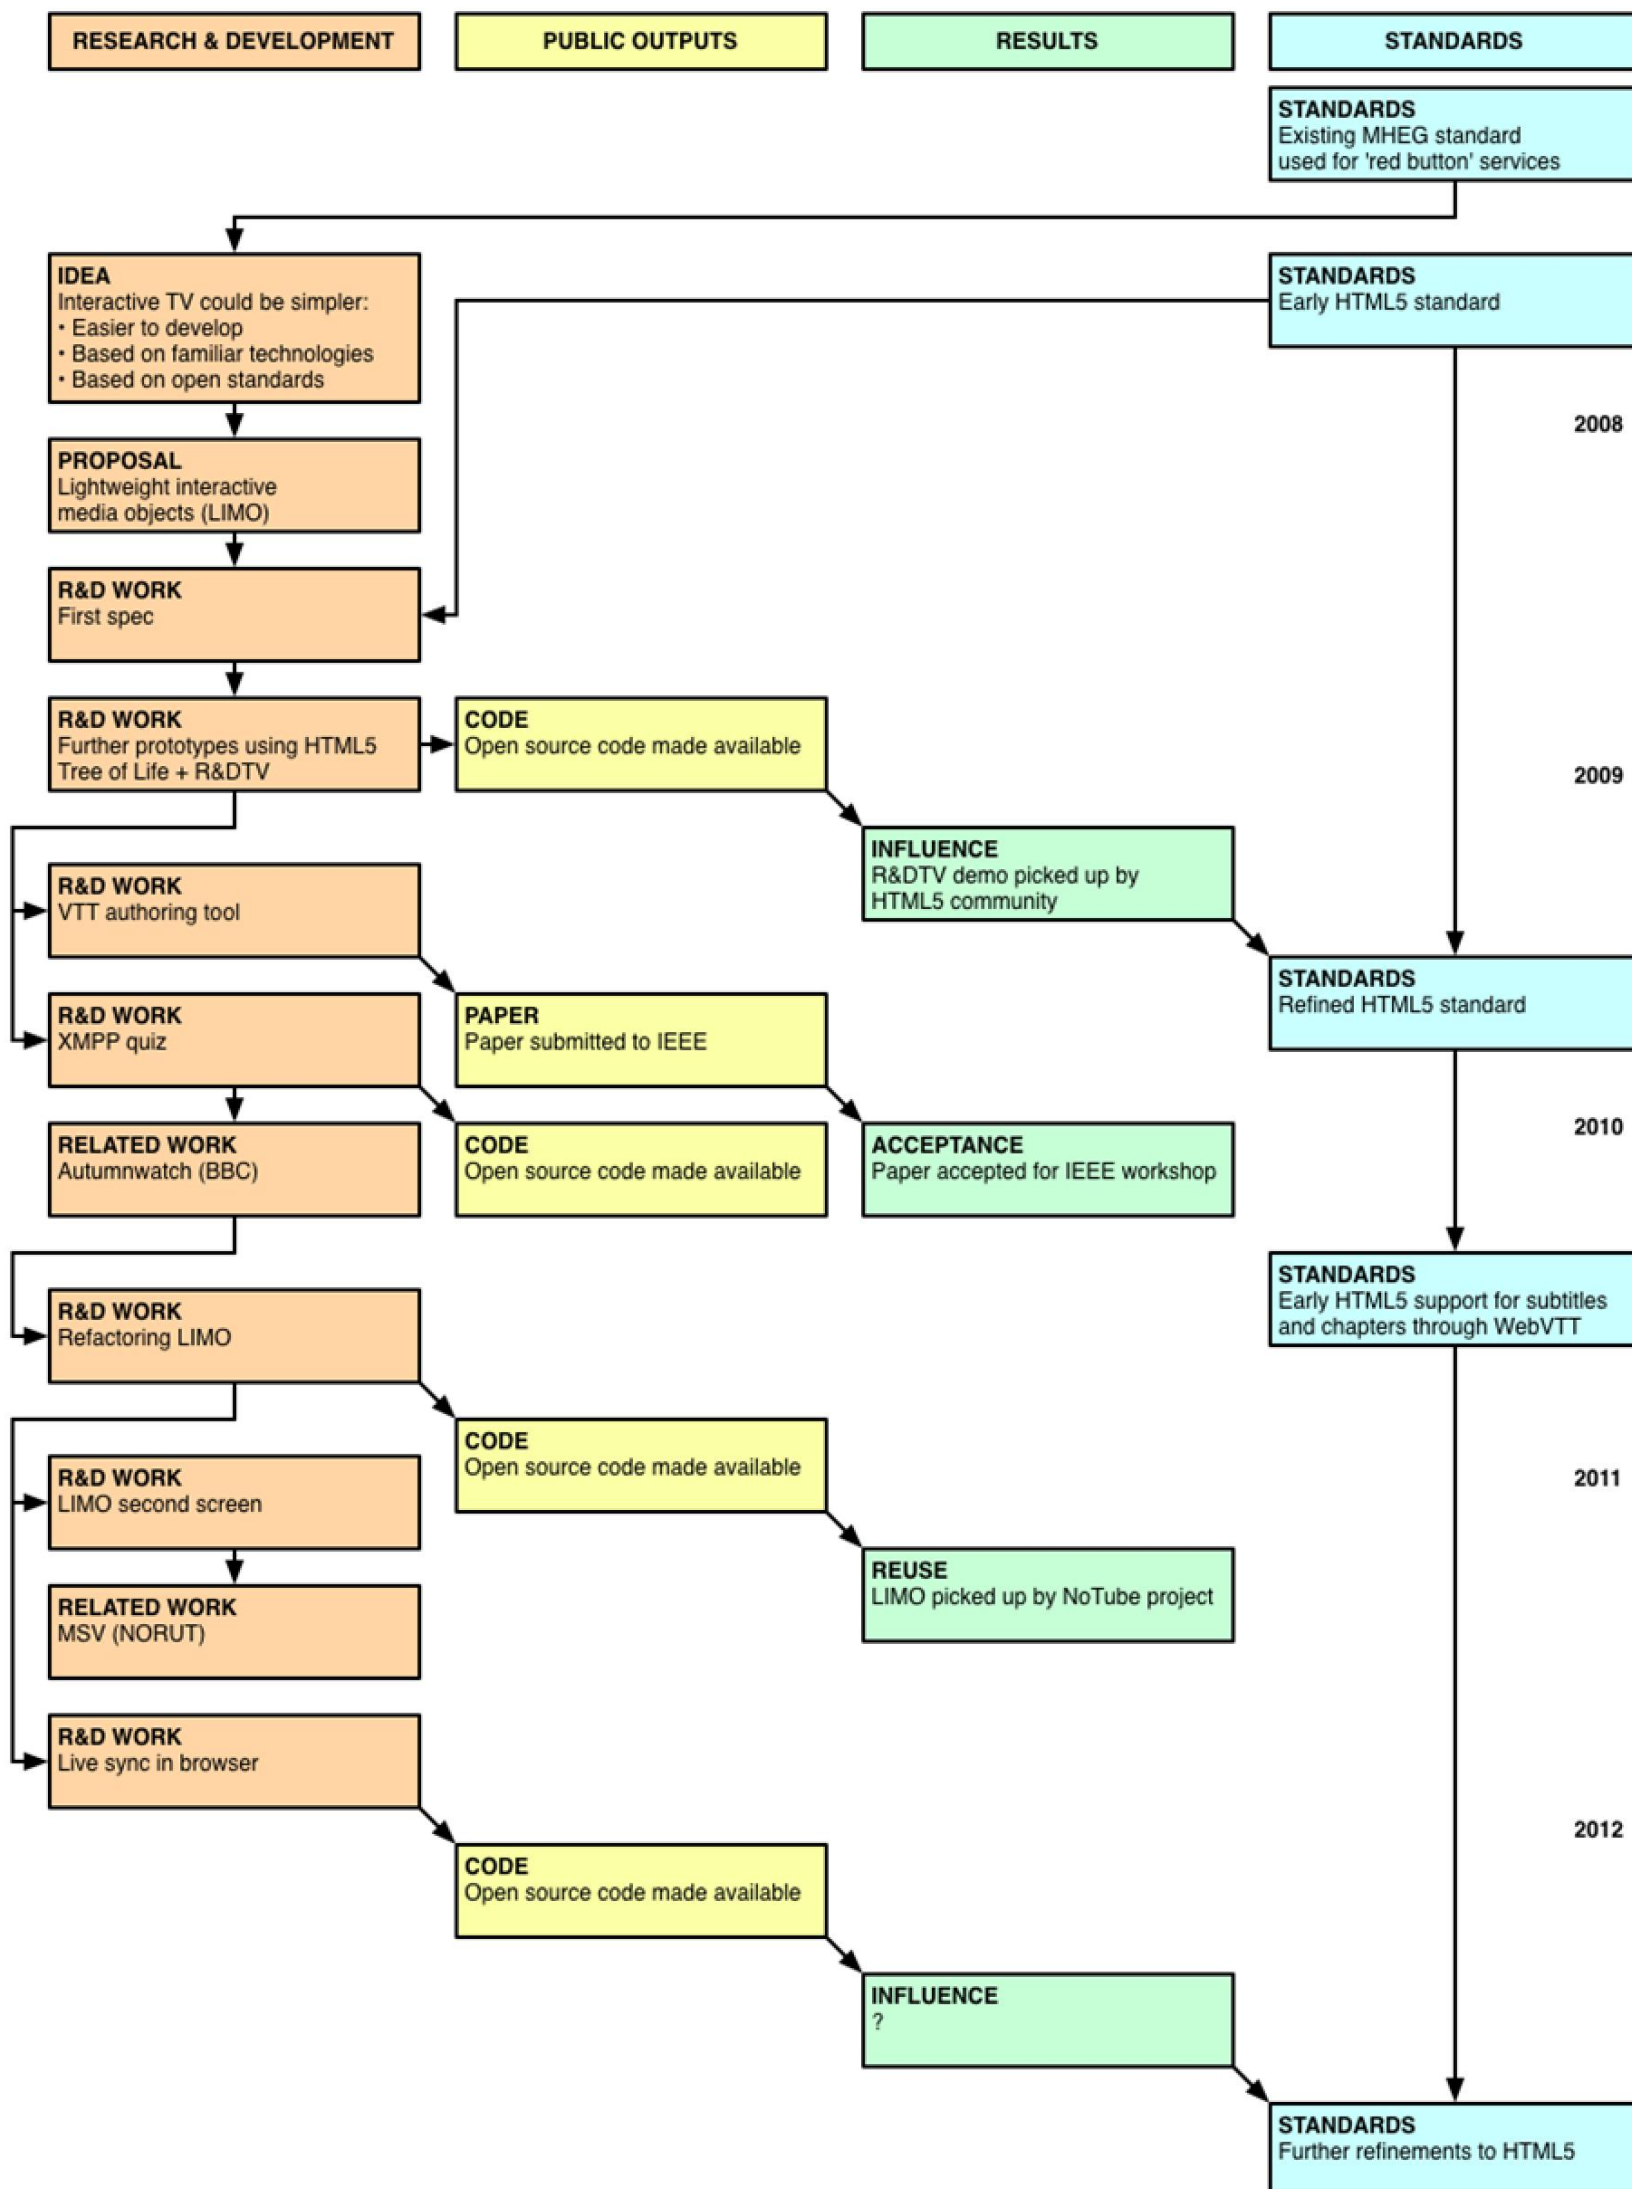 RESEARCH & DEVELOPMENT
PUBLIC OUTPUTS
RESULTS
STANDARDS
STANDARDS
Existing MHEG standard
used for 'red button' services
IDEA
Interactive TV could be simpler:
• Easier to develop
• Based on familiar technologies
• Based on open standards
STANDARDS
Early HTML5 standard
2008
PROPOSAL
Lightweight interactive
media objects (LIMO)
R&D WORK
First spec
R&D WORK
Further prototypes using HTML5
Tree of Life + R&DTV
CODE
Open source code made available
2009
INFLUENCE
R&DTV demo picked up by
HTML5 community
R&D WORK
VTT authoring tool
STANDARDS
Refined HTML5 standard
R&D WORK
XMPP quiz
PAPER
Paper submitted to IEEE
2010
RELATED WORK
Autumnwatch (BBC)
CODE
Open source code made available
ACCEPTANCE
Paper accepted for IEEE workshop
STANDARDS
Early HTML5 support for subtitles
and chapters through WebVTT
R&D WORK
Refactoring LIMO
CODE
Open source code made available
2011
R&D WORK
LIMO second screen
REUSE
LIMO picked up by NoTube project
RELATED WORK
MSV (NORUT)
R&D WORK
Live sync in browser
2012
CODE
Open source code made available
INFLUENCE
?
STANDARDS
Further refinements to HTML5